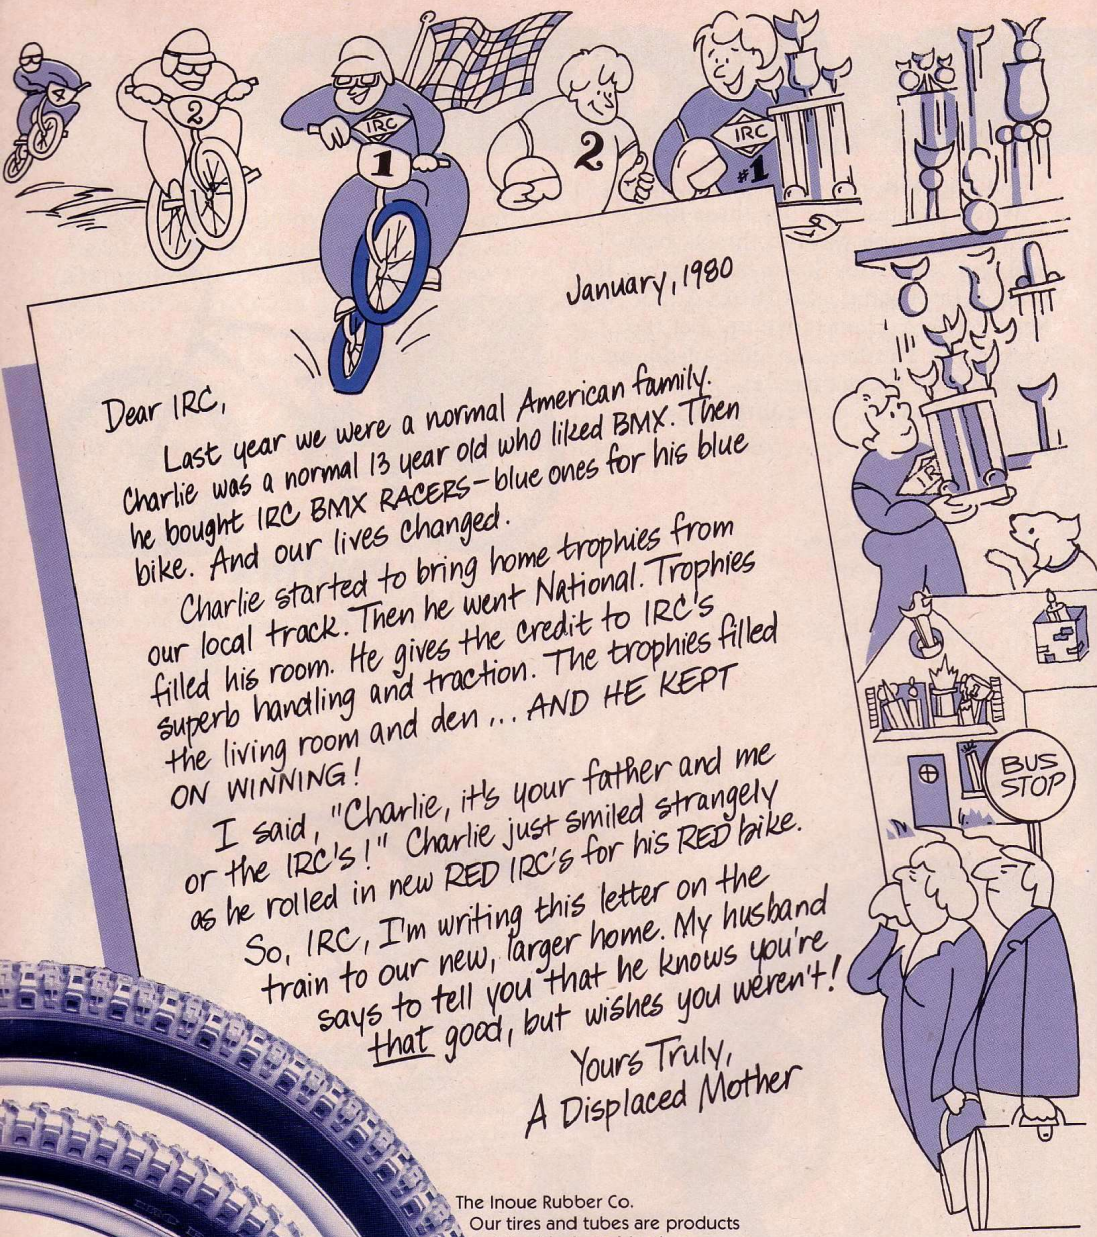 4
2
IRC
1
2
IRC
#1
January, 1980
Dear IRC,
Last year we were a normal American family.
Charlie was a normal 13 year old who liked BMX. Then
he bought IRC BMX RACERS-blue ones for his blue
bike. And our lives changed.
Charlie started to bring home trophies from
our local track. Then he went National. Trophies
filled his room. He gives the credit to IRC's
superb handling and traction. The trophies filled
the living room and den ... AND HE KEPT
ON WINNING!
I said, "Charlie, it's your father and me
or the IRC's!" Charlie just smiled strangely
as he rolled in new RED IRC's for his RED bike.
So, IRC, I'm writing this letter on the
train to our new, larger home. My husband
says to tell you that he knows you're
that good, but wishes you weren't!
Yours Truly,
A Displaced Mother
IRC
BUS
STOP
The Inoue Rubber Co.
Our tires and tubes are products